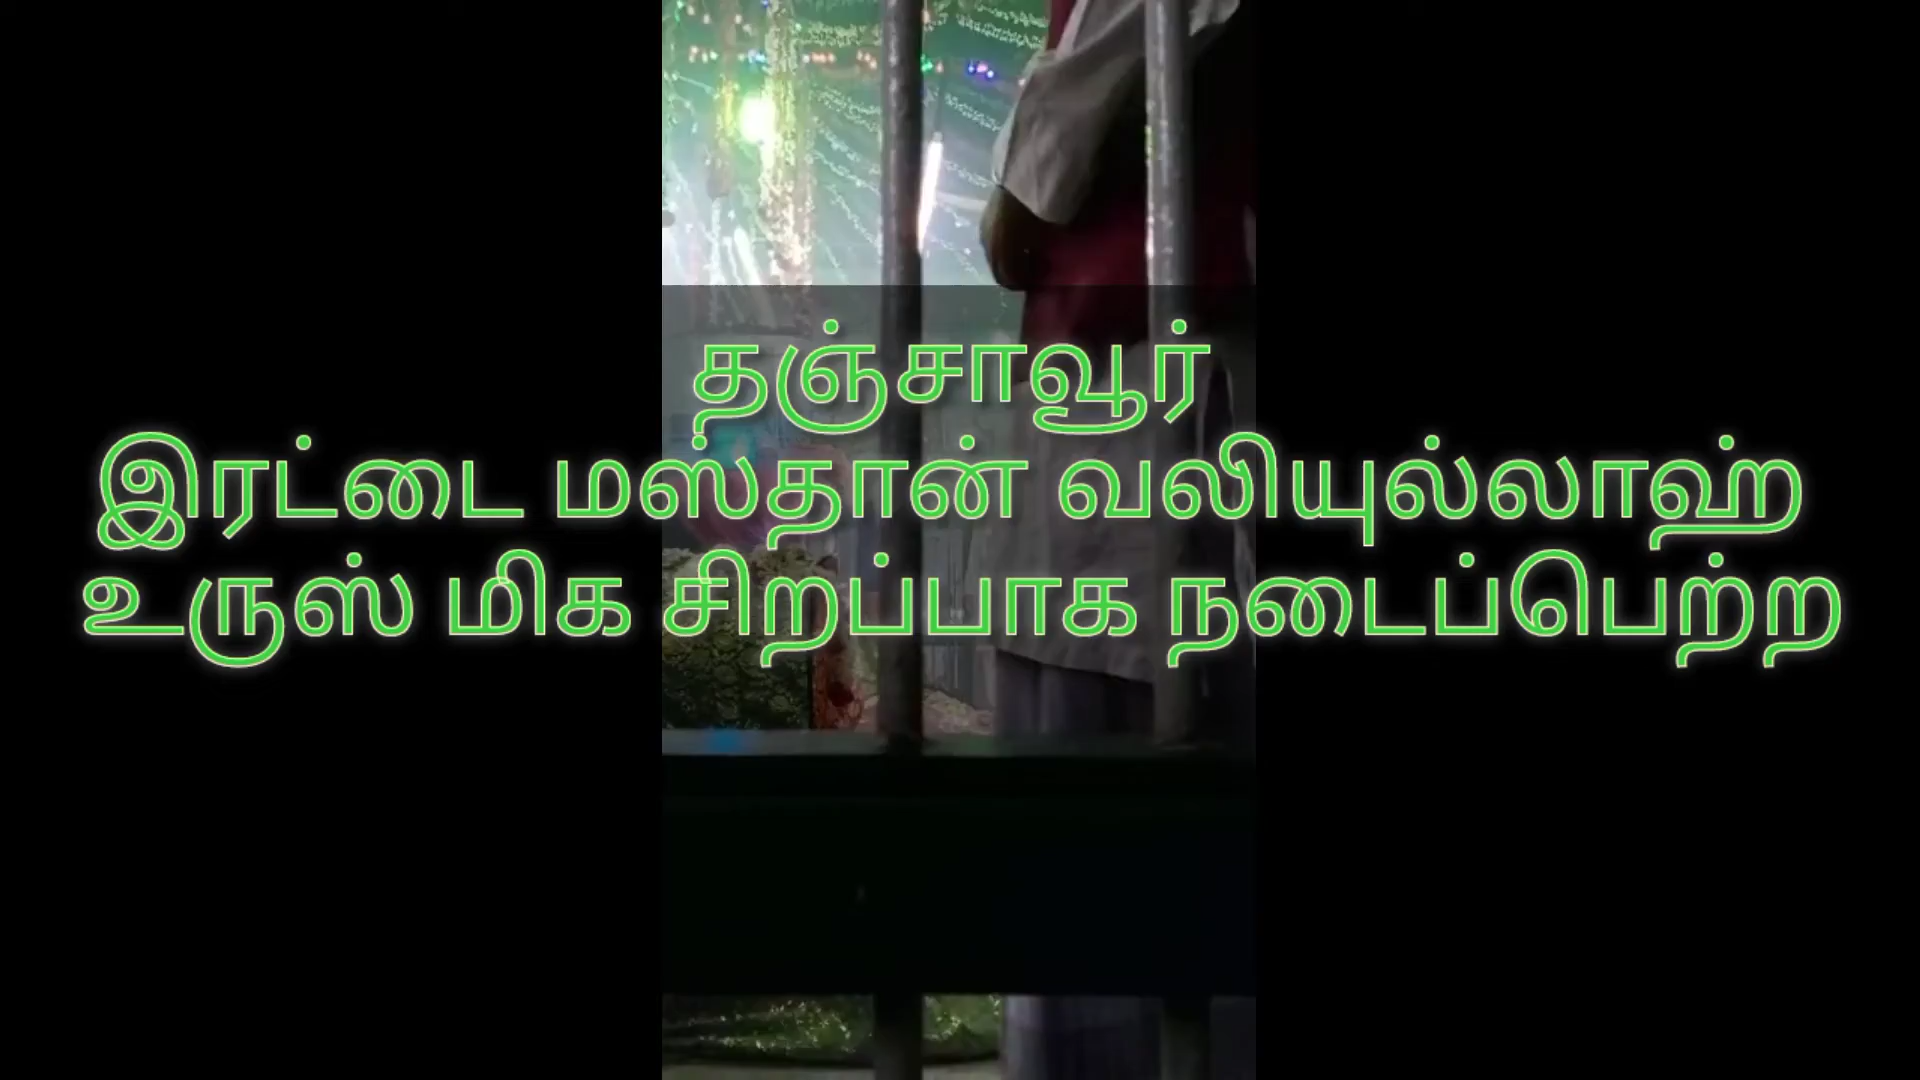 தஞ்சாவூர்
இரட்டை மஸ்தான் வலியுல்லாஹ்
உருஸ் மிக சிறப்பாக நடைப்பெற்ற